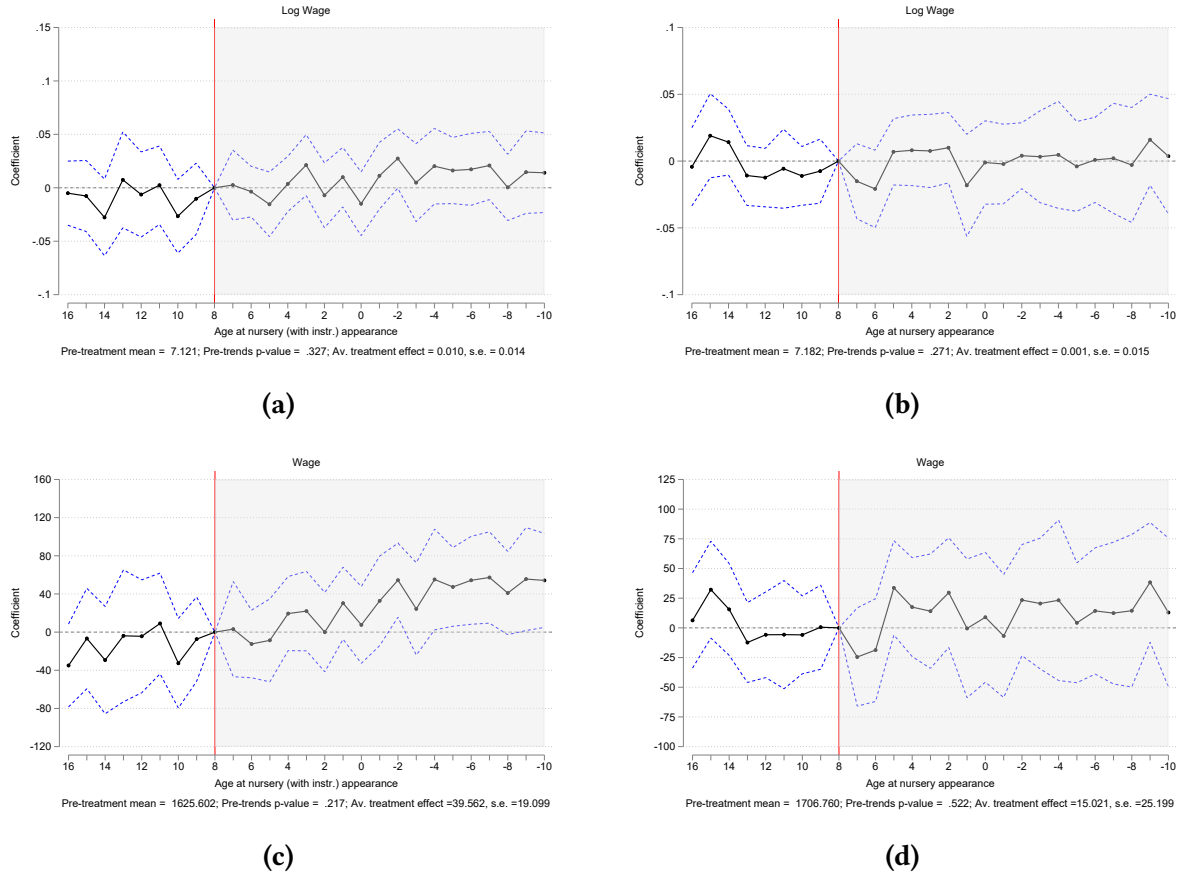 Log Wage
.15
.1
.05
0
-.05
-.1
Coefficient
16 14 12 10 8 6 4 2 0 -2 -4 -6 -8 -10
Age at nursery (with instr.) appearance
Pre-treatment mean = 7.121; Pre-trends p-value = .327; Av. treatment effect = 0.010, s.e. = 0.014
(a)
Log Wage
.1
.05
0
-.05
-.1
Coefficient
16 14 12 10 8 6 4 2 0 -2 -4 -6 -8 -10
Age at nursery appearance
Pre-treatment mean = 7.182; Pre-trends p-value = .271; Av. treatment effect = 0.001, s.e. = 0.015
(b)
Wage
160
120
80
40
0
-40
-80
-120
Coefficient
16 14 12 10 8 6 4 2 0 -2 -4 -6 -8 -10
Age at nursery (with instr.) appearance
Pre-treatment mean = 1625.602; Pre-trends p-value = .217; Av. treatment effect =39.562, s.e. =19.099
(c)
Wage
125
100
75
50
25
0
-25
-50
-75
-100
Coefficient
16 14 12 10 8 6 4 2 0 -2 -4 -6 -8 -10
Age at nursery appearance
Pre-treatment mean = 1706.760; Pre-trends p-value = .522; Av. treatment effect =15.021, s.e. =25.199
(d)